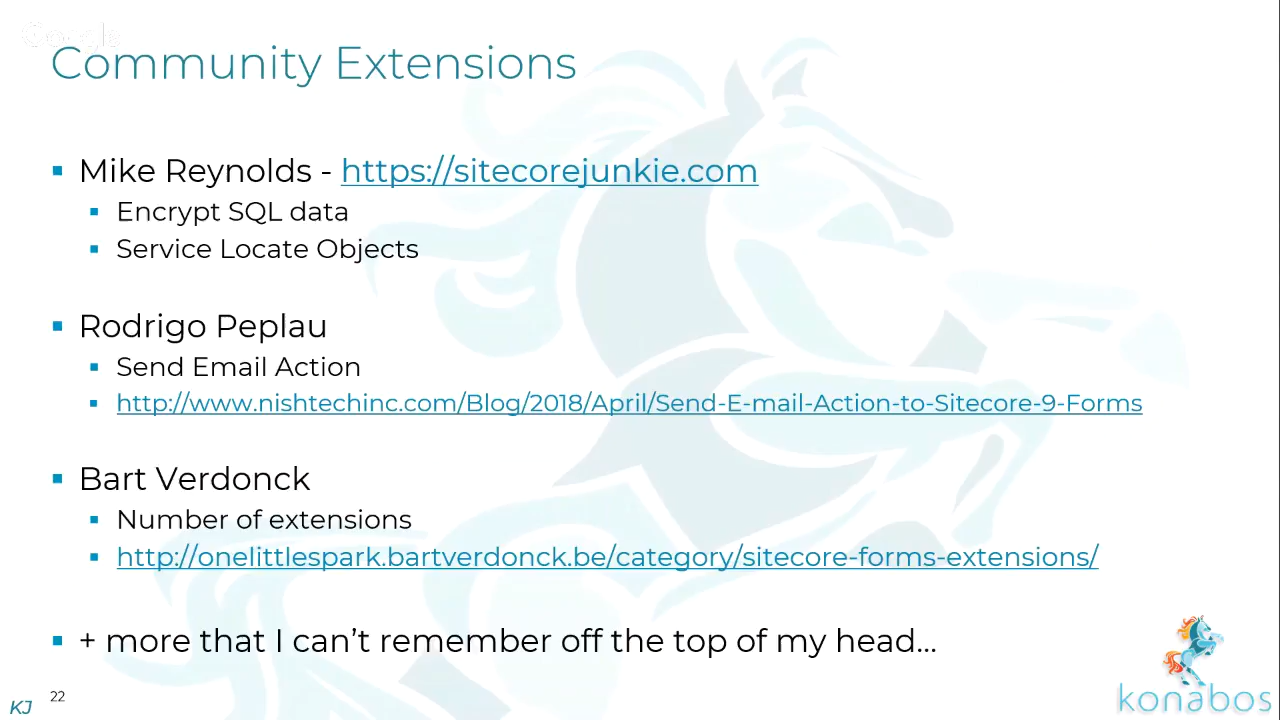 Google
Community Extensions
▪ Mike Reynolds - https://sitecorejunkie.com
▪ Encrypt SQL data
▪ Service Locate Objects
▪ Rodrigo Peplau
▪ Send Email Action
▪ http://www.nishtechinc.com/Blog/2018/April/Send-E-mail-Action-to-Sitecore-9-Forms
▪ Bart Verdonck
▪ Number of extensions
▪ http://onelittlespark.bartverdonck.be/category/sitecore-forms-extensions/
▪ + more that I can’t remember off the top of my head...
KJ 22
konabos